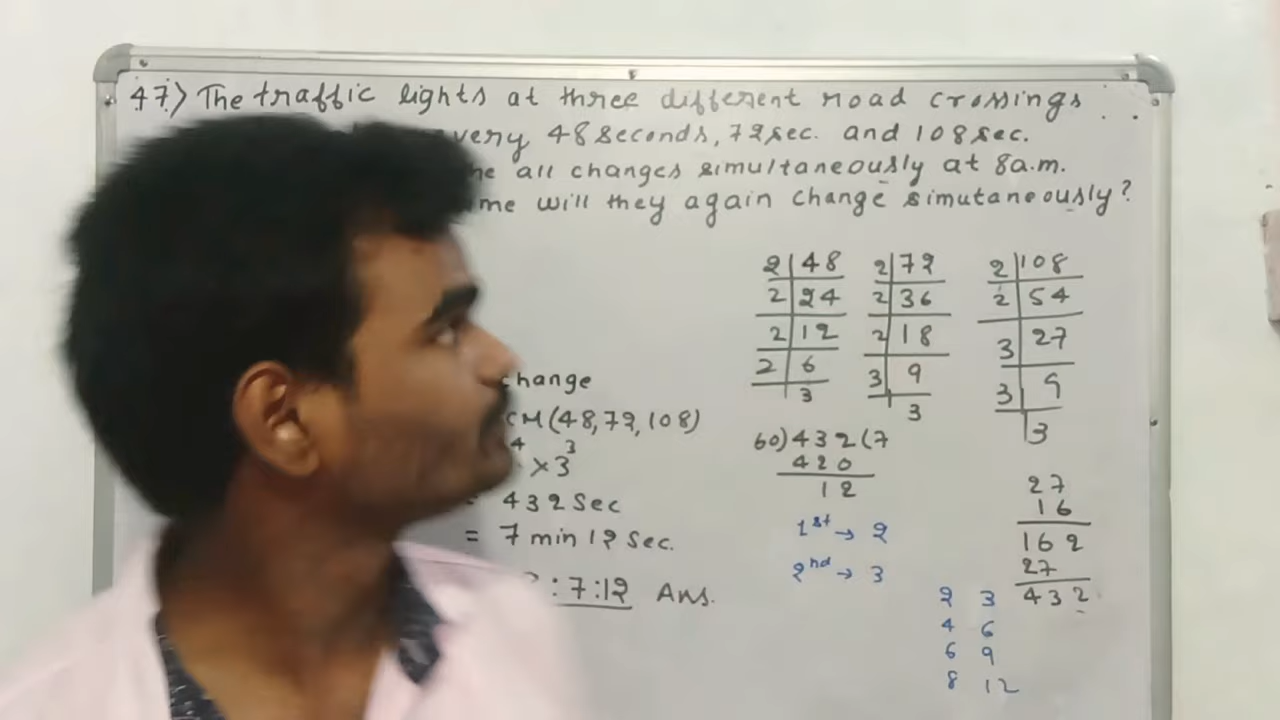 47) The traffic lights at three different road crossings
very 48 seconds, 72 sec. and 108 sec.
he all changes simultaneously at 8 a.m.
me will they again change simutaneously?
2|48
2|24
2|12
2|6
3
2|72
2|36
2|18
3|9
3
2|108
2|54
3|27
3|9
3
change
CM (48,72,108)
4 × 3³
= 432 Sec
= 7 min 12 Sec.
: 7:12 Ans.
60)432(7
420
12
1st → 2
2nd → 3
27
16
162
27
432
2 3
4 6
6 9
8 12